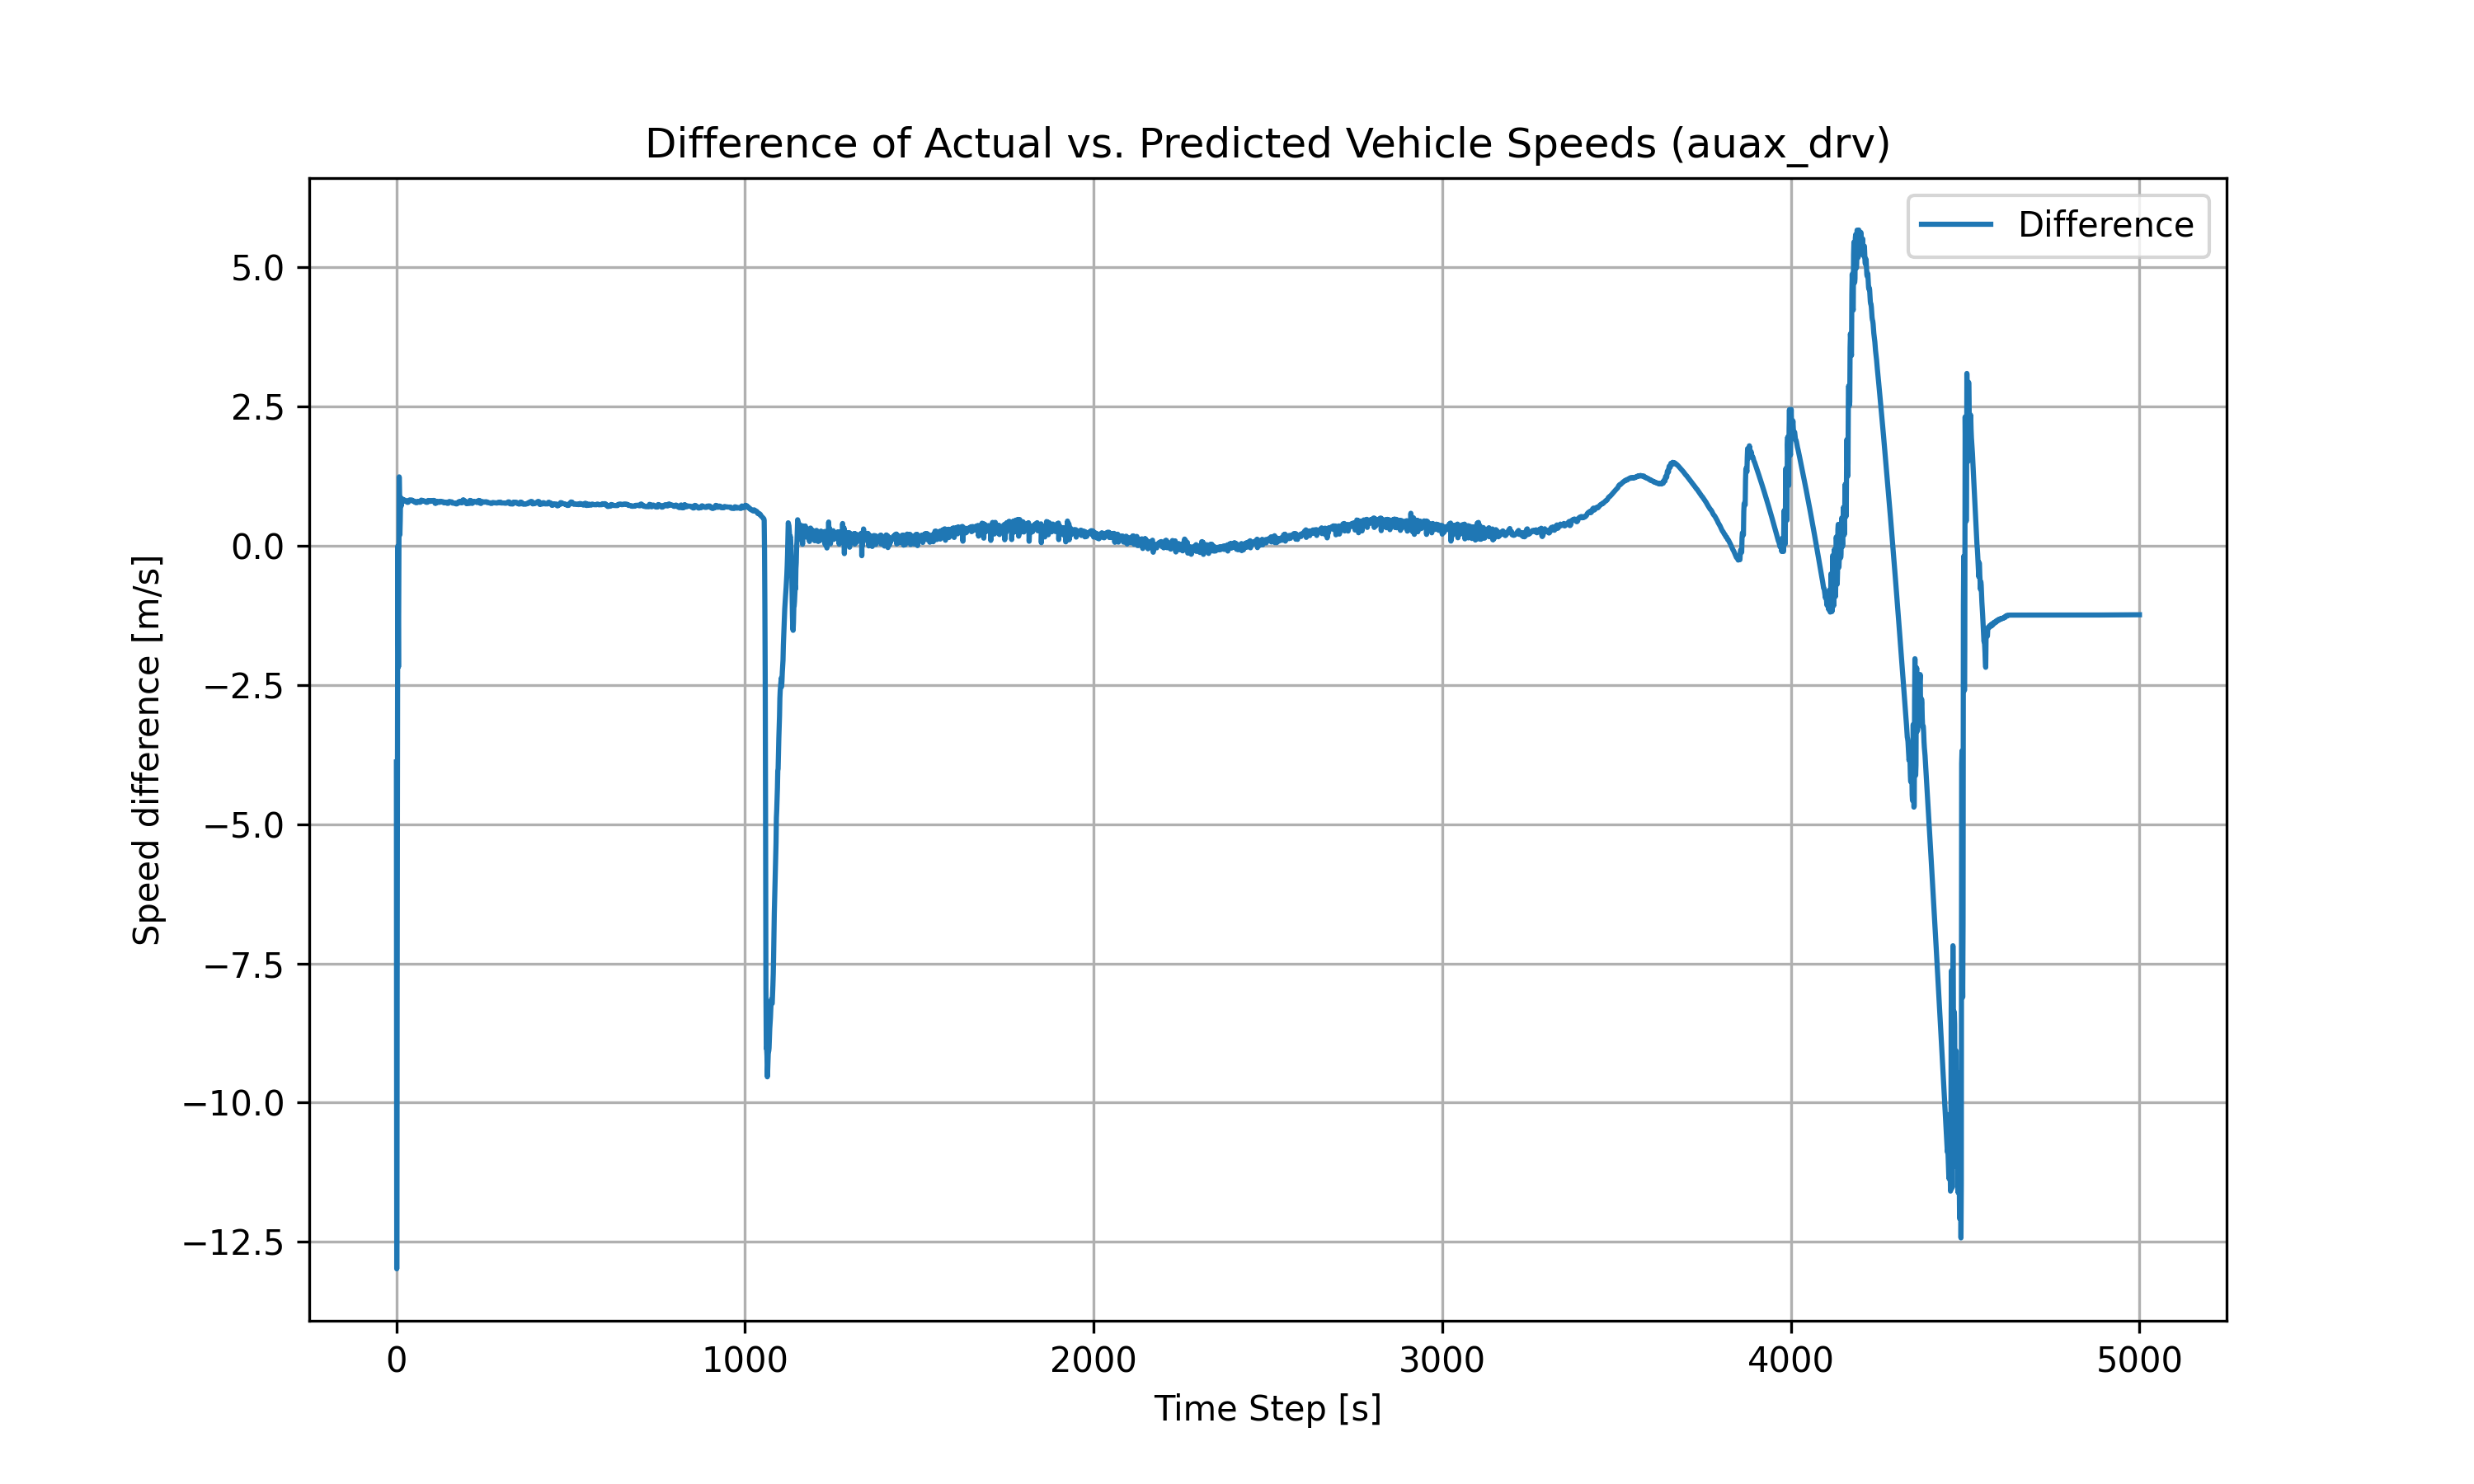 Difference of Actual vs. Predicted Vehicle Speeds (auax_drv)
Difference
5.0
2.5
0.0
−2.5
−5.0
−7.5
−10.0
−12.5
Speed difference [m/s]
0 1000 2000 3000 4000 5000
Time Step [s]